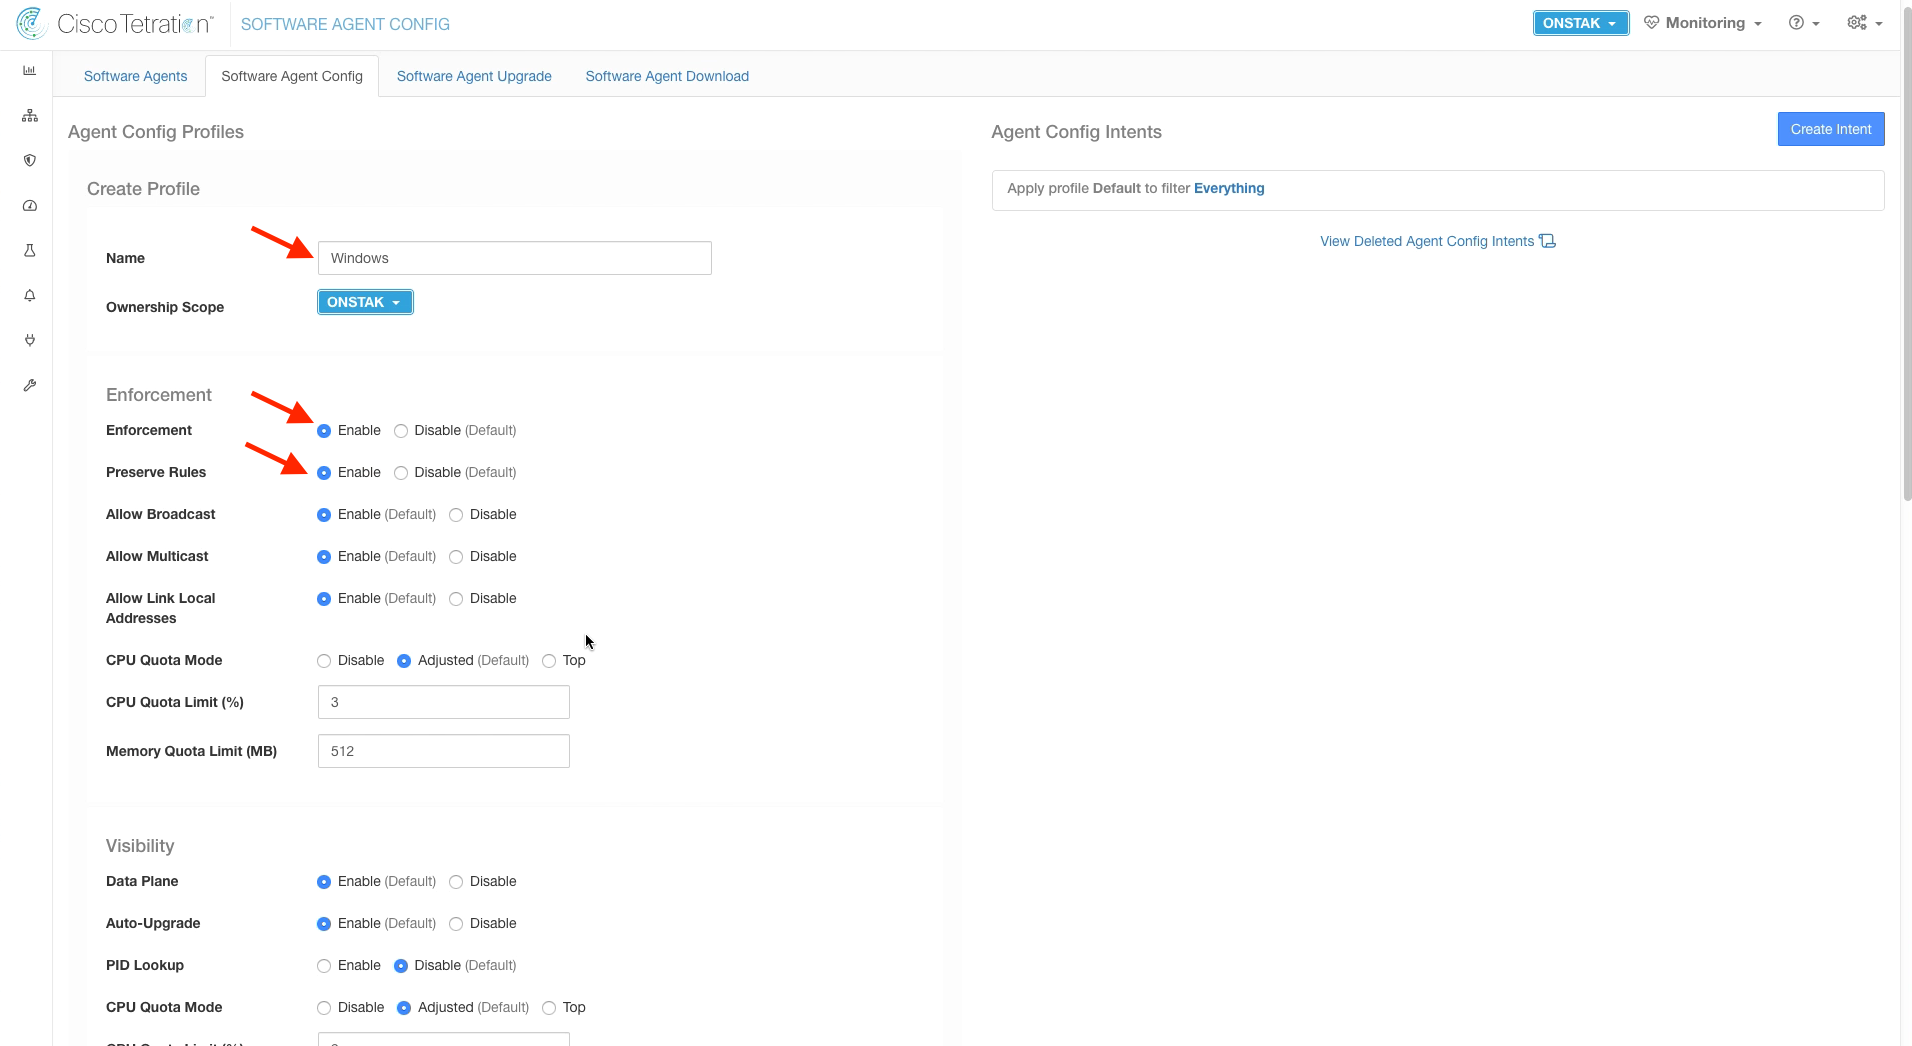 Cisco Tetration™ SOFTWARE AGENT CONFIG ONSTAK Monitoring
Software Agents Software Agent Config Software Agent Upgrade Software Agent Download
Agent Config Profiles
Create Profile
Name Windows
Ownership Scope ONSTAK
Enforcement
Enforcement Enable Disable (Default)
Preserve Rules Enable Disable (Default)
Allow Broadcast Enable (Default) Disable
Allow Multicast Enable (Default) Disable
Allow Link Local Enable (Default) Disable
Addresses
CPU Quota Mode Disable Adjusted (Default) Top
CPU Quota Limit (%) 3
Memory Quota Limit (MB) 512
Visibility
Data Plane Enable (Default) Disable
Auto-Upgrade Enable (Default) Disable
PID Lookup Enable Disable (Default)
CPU Quota Mode Disable Adjusted (Default) Top
CPU Quota Limit (%)
Agent Config Intents Create Intent
Apply profile Default to filter Everything
View Deleted Agent Config Intents